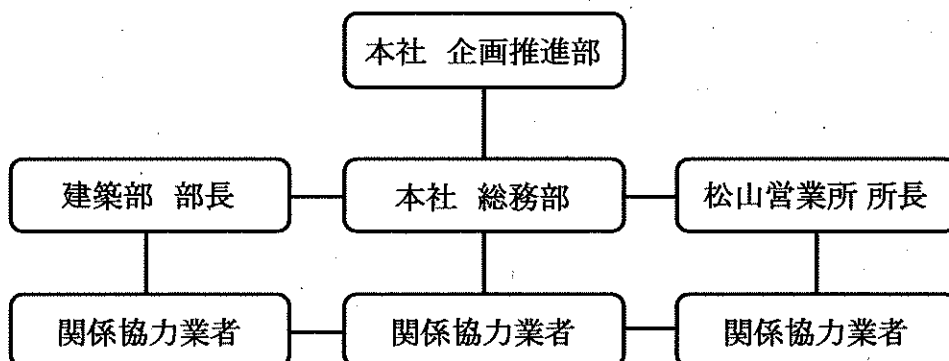 本社 企画推進部
建築部 部長
本社 総務部
松山営業所 所長
関係協力業者
関係協力業者
関係協力業者